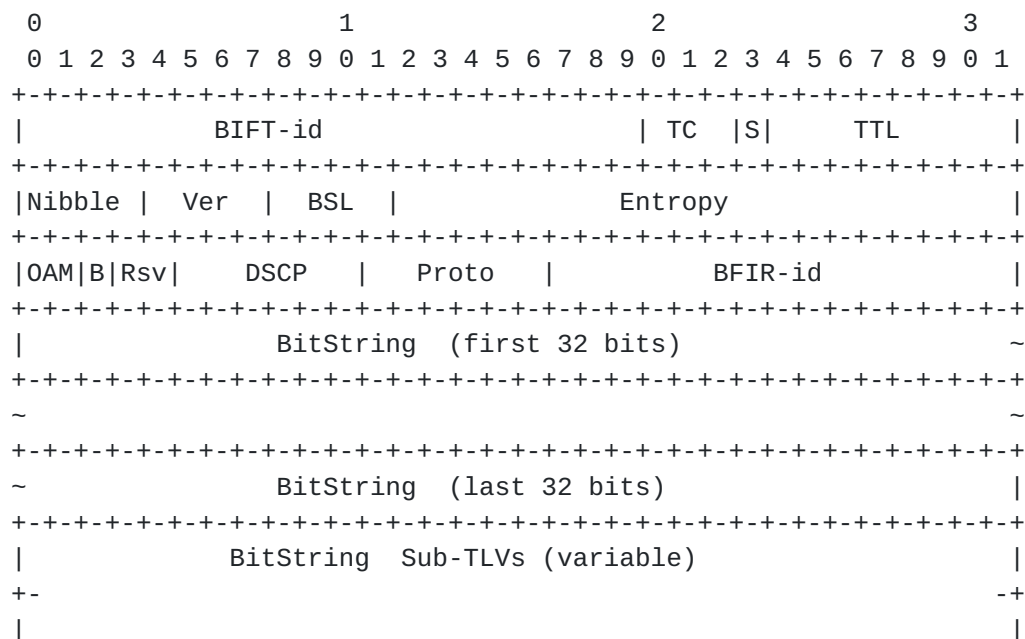 0                   1                   2                   3
 0 1 2 3 4 5 6 7 8 9 0 1 2 3 4 5 6 7 8 9 0 1 2 3 4 5 6 7 8 9 0 1
+-+-+-+-+-+-+-+-+-+-+-+-+-+-+-+-+-+-+-+-+-+-+-+-+-+-+-+-+-+-+-+-+
|            BIFT-id                    | TC  |S|     TTL       |
+-+-+-+-+-+-+-+-+-+-+-+-+-+-+-+-+-+-+-+-+-+-+-+-+-+-+-+-+-+-+-+-+
|Nibble |  Ver  |  BSL  |              Entropy                  |
+-+-+-+-+-+-+-+-+-+-+-+-+-+-+-+-+-+-+-+-+-+-+-+-+-+-+-+-+-+-+-+-+
|OAM|B|Rsv|    DSCP   |   Proto   |          BFIR-id            |
+-+-+-+-+-+-+-+-+-+-+-+-+-+-+-+-+-+-+-+-+-+-+-+-+-+-+-+-+-+-+-+-+
|                BitString  (first 32 bits)                     ~
+-+-+-+-+-+-+-+-+-+-+-+-+-+-+-+-+-+-+-+-+-+-+-+-+-+-+-+-+-+-+-+-+
~                                                               ~
+-+-+-+-+-+-+-+-+-+-+-+-+-+-+-+-+-+-+-+-+-+-+-+-+-+-+-+-+-+-+-+-+
~                BitString  (last 32 bits)                      |
+-+-+-+-+-+-+-+-+-+-+-+-+-+-+-+-+-+-+-+-+-+-+-+-+-+-+-+-+-+-+-+-+
|             BitString  Sub-TLVs (variable)                    |
+-                                                             -+
|                                                               |